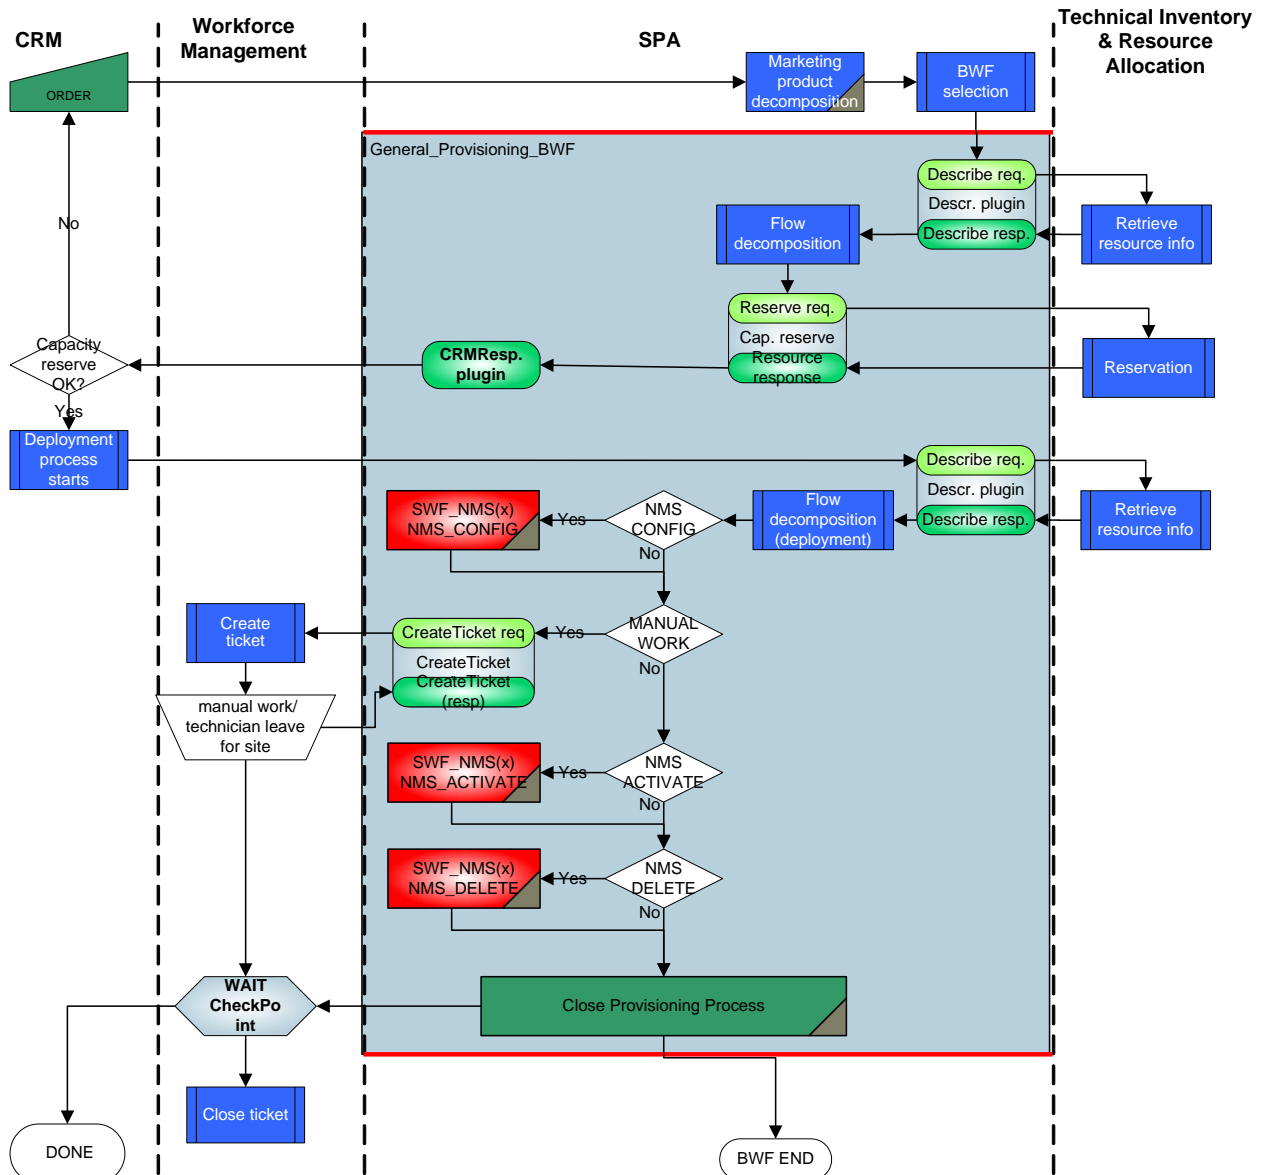 CRM
Workforce
Management
SPA
Technical Inventory
& Resource
Allocation
ORDER
Marketing
product
decomposition
BWF
selection
General_Provisioning_BWF
Describe req.
Descr. plugin
Describe resp.
Retrieve
resource info
Flow
decomposition
No
Reserve req.
Cap. reserve
Resource
response
Reservation
CRMResp.
plugin
Capacity
reserve
OK?
Yes
Deployment
process
starts
Describe req.
Descr. plugin
Describe resp.
Retrieve
resource info
Flow
decomposition
(deployment)
NMS
CONFIG
Yes
SWF_NMS(x)
NMS_CONFIG
No
MANUAL
WORK
Yes
CreateTicket req
CreateTicket
CreateTicket
(resp)
Create
ticket
No
manual work/
technician leave
for site
NMS
ACTIVATE
Yes
SWF_NMS(x)
NMS_ACTIVATE
No
NMS
DELETE
Yes
SWF_NMS(x)
NMS_DELETE
No
Close Provisioning Process
WAIT
CheckPo
int
Close ticket
DONE
BWF END